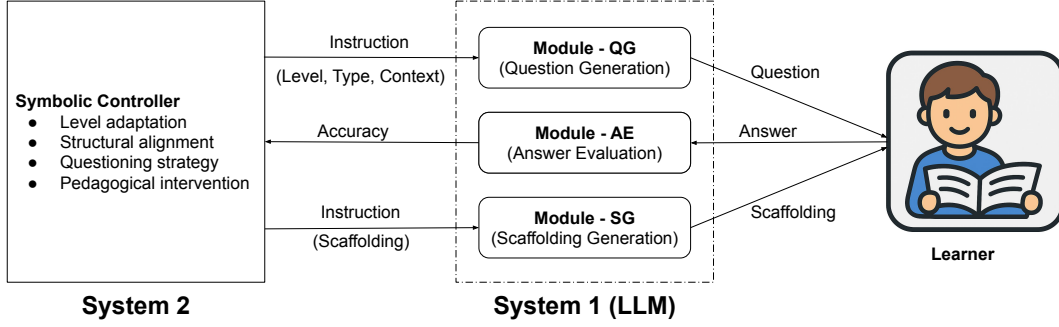 Symbolic Controller
● Level adaptation
● Structural alignment
● Questioning strategy
● Pedagogical intervention
System 2
Instruction
(Level, Type, Context)
Accuracy
Instruction
(Scaffolding)
Module - QG
(Question Generation)
Module - AE
(Answer Evaluation)
Module - SG
(Scaffolding Generation)
System 1 (LLM)
Question
Answer
Scaffolding
Learner